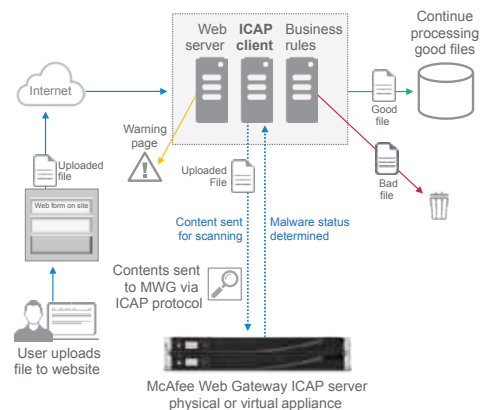 Web
server
ICAP
client
Business
rules
Continue
processing
good files
Internet
Good
file
Warning
page
Uploaded
file
Uploaded
File
Bad
file
Web form on site
Content sent
for scanning
Malware status
determined
Contents sent
to MWG via
ICAP protocol
User uploads
file to website
McAfee Web Gateway ICAP server
physical or virtual appliance